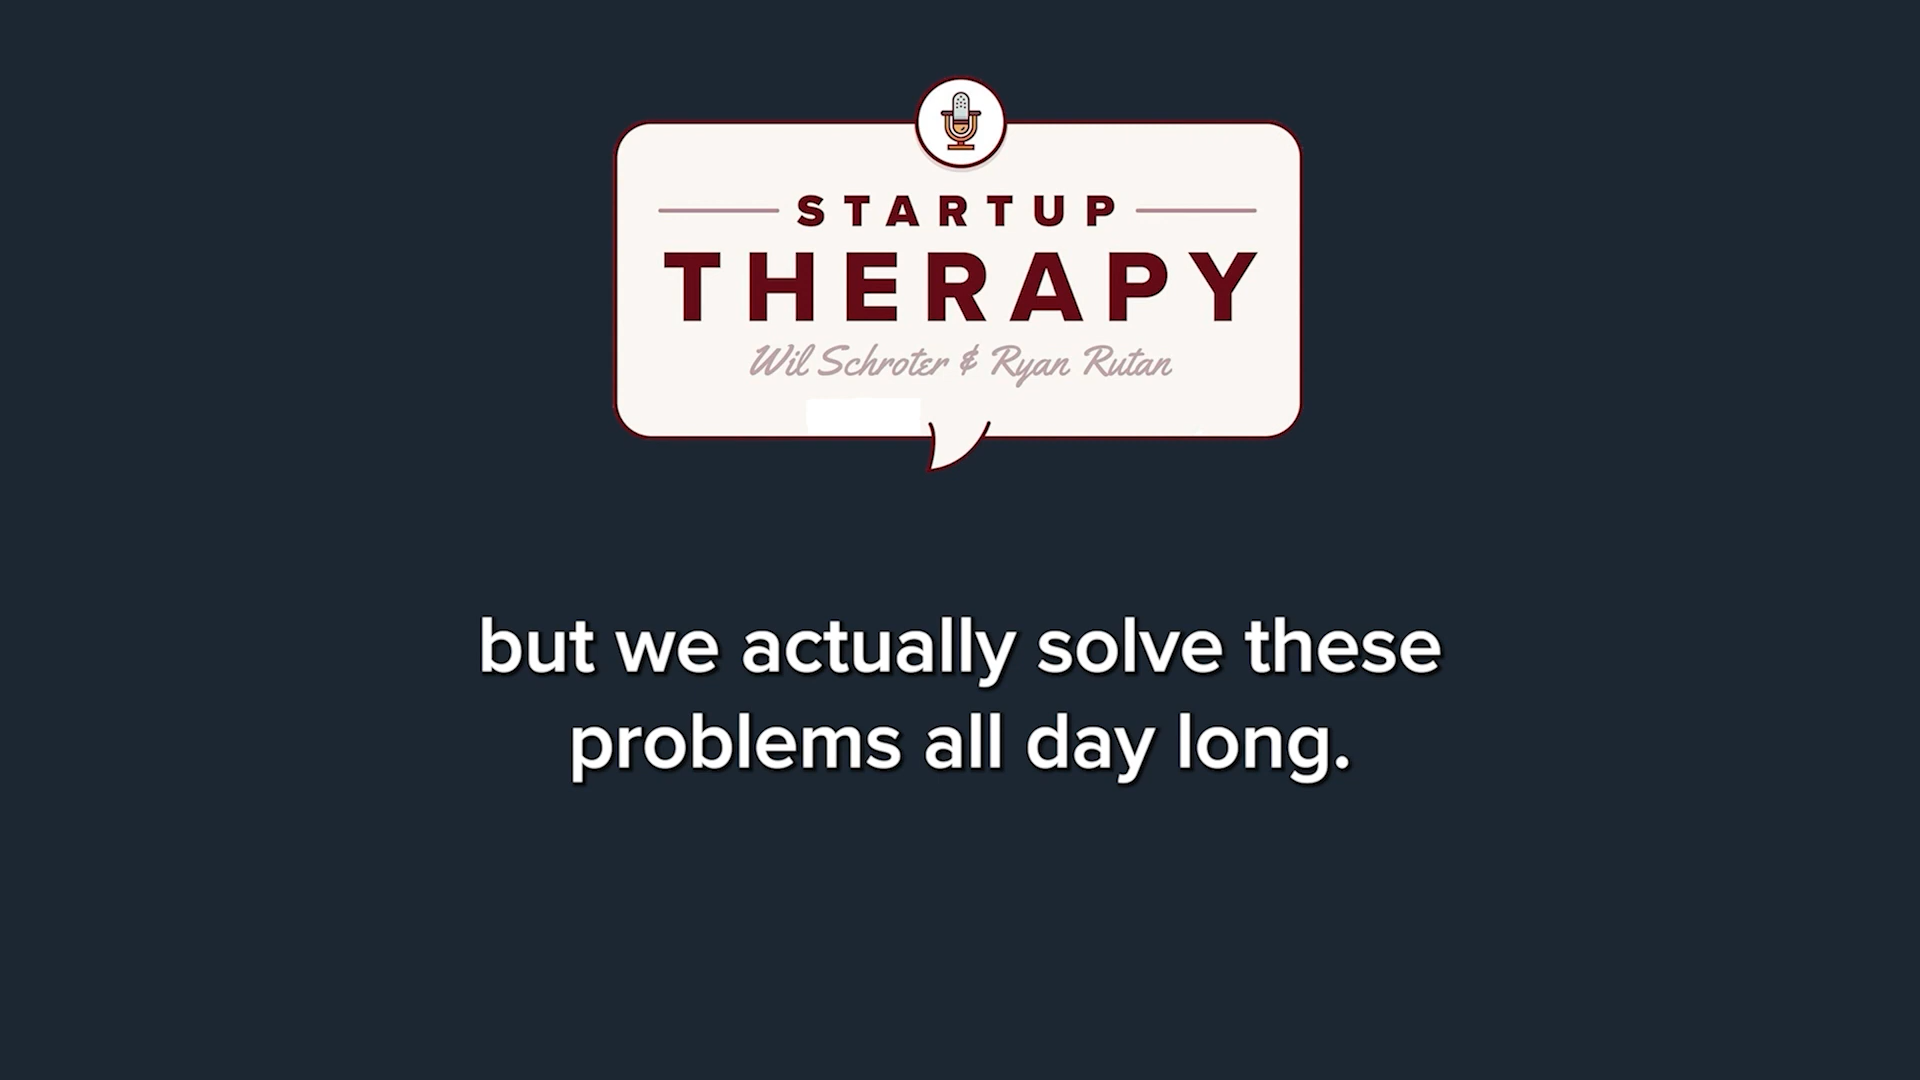 STARTUP
THERAPY
Wil Schroter & Ryan Rutan
but we actually solve these
problems all day long.